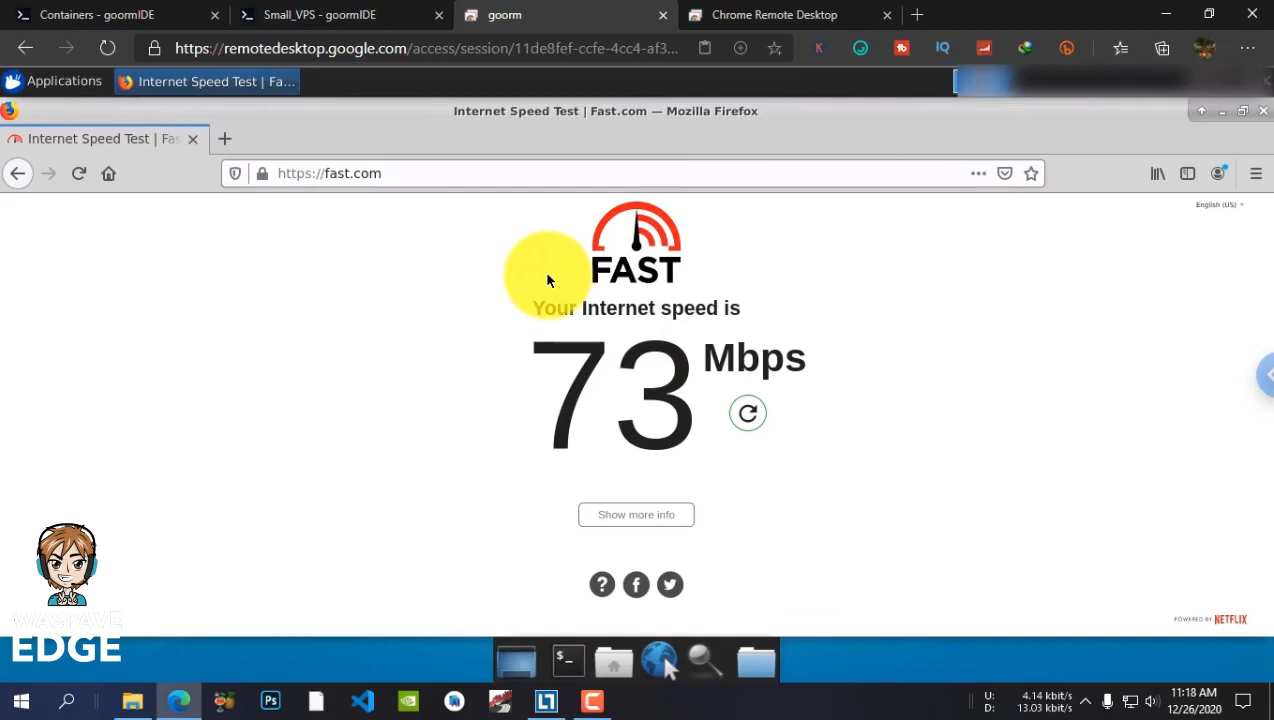 Containers - goormIDE
Small_VPS - goormIDE
goorm
Chrome Remote Desktop
https://remotedesktop.google.com/access/session/11de8fef-ccfe-4cc4-af3...
Applications
Internet Speed Test | Fa...
Internet Speed Test | Fast.com — Mozilla Firefox
Internet Speed Test | Fas
https://fast.com
English (US)
FAST
Your Internet speed is
73 Mbps
Show more info
WASPAVE
EDGE
POWERED BY NETFLIX
U: 4.14 kbit/s
D: 13.03 kbit/s
11:18 AM
12/26/2020